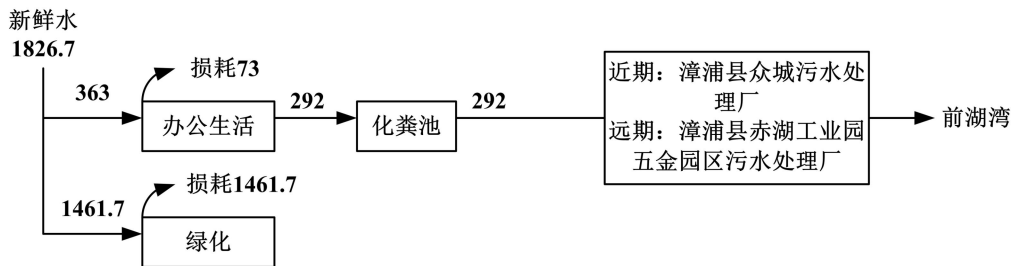 新鲜水
1826.7
损耗73
363
办公生活
292
化粪池
292
近期：漳浦县众城污水处
理厂
远期：漳浦县赤湖工业园
五金园区污水处理厂
前湖湾
损耗1461.7
1461.7
绿化